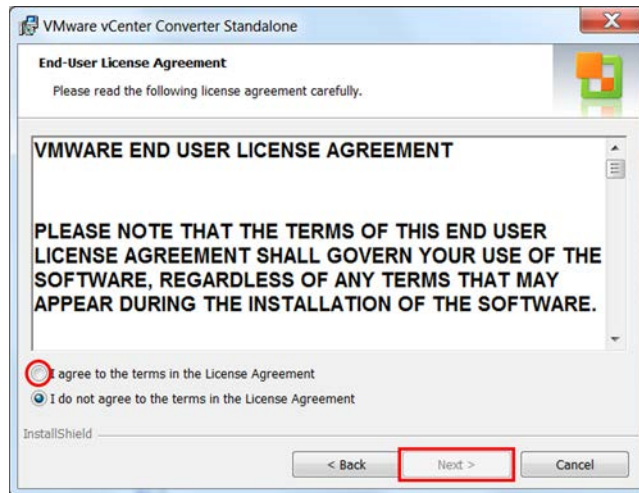 VMware vCenter Converter Standalone
End-User License Agreement
Please read the following license agreement carefully.
VMWARE END USER LICENSE AGREEMENT
PLEASE NOTE THAT THE TERMS OF THIS END USER
LICENSE AGREEMENT SHALL GOVERN YOUR USE OF THE
SOFTWARE, REGARDLESS OF ANY TERMS THAT MAY
APPEAR DURING THE INSTALLATION OF THE SOFTWARE.
I agree to the terms in the License Agreement
I do not agree to the terms in the License Agreement
InstallShield
< Back Next > Cancel